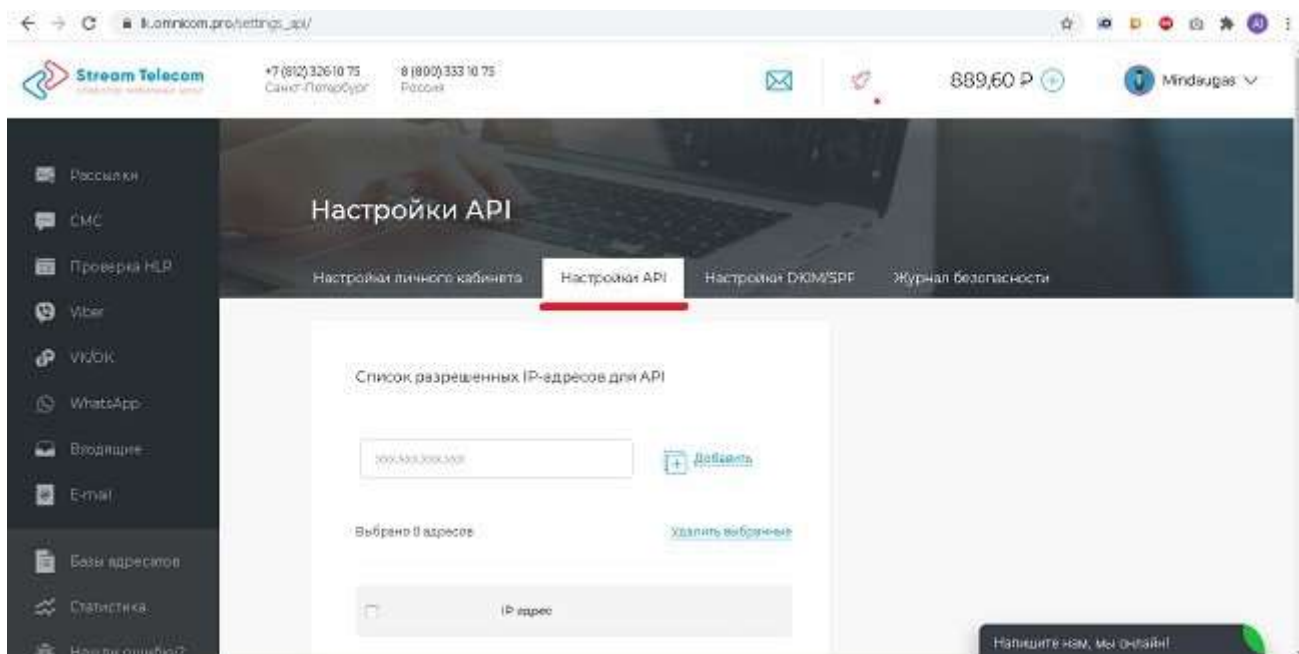 lk.omnicom.pro/settings_api/
Stream Telecom
+7 (812) 326 10 75
Санкт-Петербург
8 (800) 333 10 75
Россия
889,60 ₽
Mindaugas
Рассылки
СМС
Проверка HLR
Viber
VK/OK
WhatsApp
Входящие
E-mail
Базы адресатов
Статистика
Нашли ошибку?
Настройки API
Настройки личного кабинета
Настройки API
Настройки DKIM/SPF
Журнал безопасности
Список разрешенных IP-адресов для API
xxx.xxx.xxx.xxx
Добавить
Выбрано 0 адресов
Удалить выбранные
IP адрес
Напишите нам, мы онлайн!